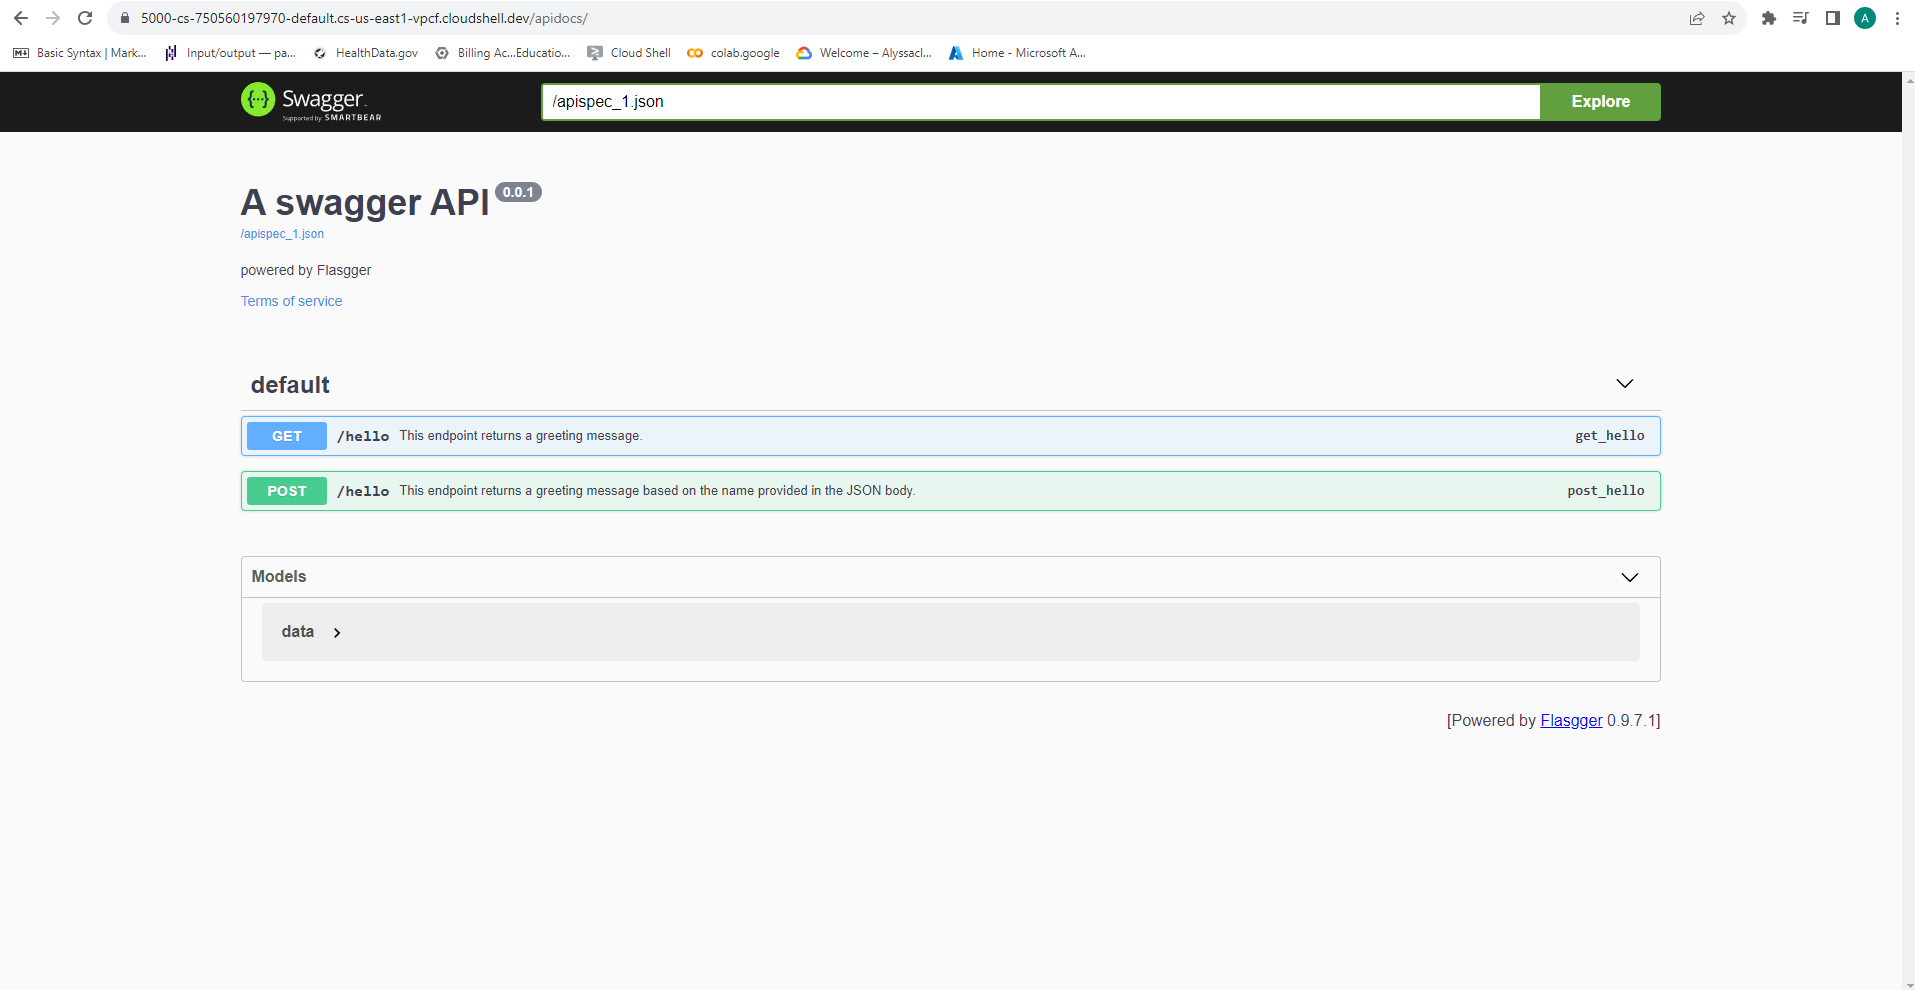 5000-cs-750560197970-default.cs-us-east1-vpcf.cloudshell.dev/apidocs/
A
Basic Syntax | Mark... Input/output — pa... HealthData.gov Billing Ac...Educatio... Cloud Shell colab.google Welcome – Alyssacl... Home - Microsoft A...
Swagger.
Supported by SMARTBEAR
/apispec_1.json
Explore
A swagger API 0.0.1
/apispec_1.json
powered by Flasgger
Terms of service
default
GET /hello This endpoint returns a greeting message. get_hello
POST /hello This endpoint returns a greeting message based on the name provided in the JSON body. post_hello
Models
data
[Powered by Flasgger 0.9.7.1]